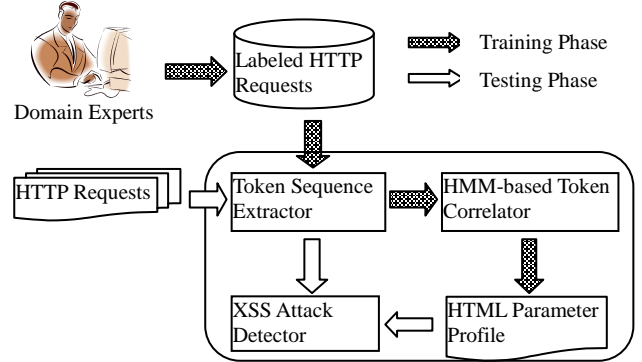 Labeled HTTP
Requests
Training Phase
Testing Phase
Domain Experts
HTTP Requests
Token Sequence
Extractor
HMM-based Token
Correlator
XSS Attack
Detector
HTML Parameter
Profile